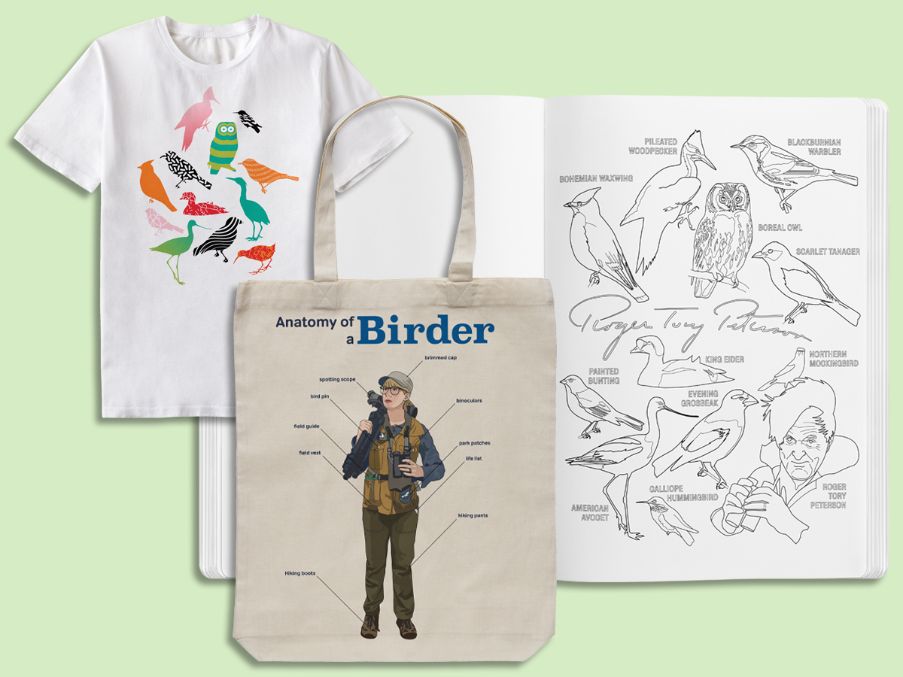 Anatomy of
a Birder
brimmed cap
spotting scope
bird pin
binoculars
field guide
park patches
field vest
life list
hiking pants
Hiking boots
PILEATED
WOODPECKER
BLACKBURNIAN
WARBLER
BOHEMIAN WAXWING
BOREAL OWL
SCARLET TANAGER
Roger Tory Peterson
KING EIDER
NORTHERN
MOCKINGBIRD
PAINTED
BUNTING
EVENING
GROSBEAK
CALLIOPE
HUMMINGBIRD
AMERICAN
AVOCET
ROGER
TORY
PETERSON